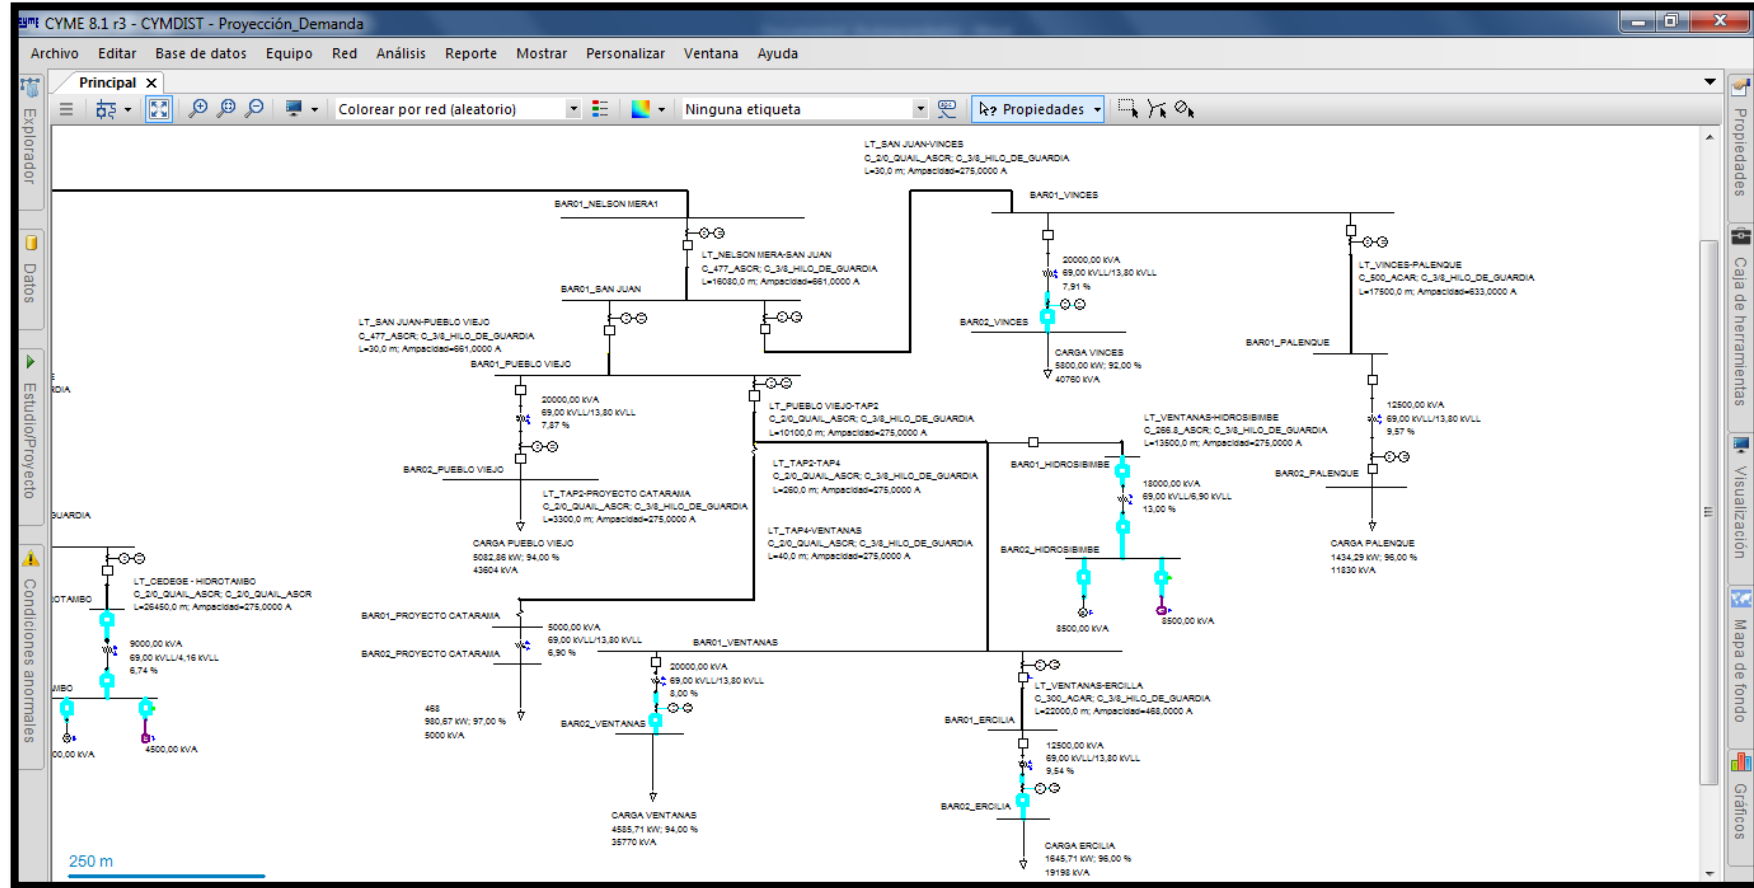 CYME 8.1 r3 - CYMDIST - Proyección_Demanda
Archivo Editar Base de datos Equipo Red Análisis Reporte Mostrar Personalizar Ventana Ayuda
Principal X
Colorear por red (aleatorio)
Ninguna etiqueta
Propiedades
Explorador
Datos
Estudio/Proyecto
Condiciones anormales
Propiedades
Caja de herramientas
Visualización
Mapa de fondo
Gráficos
LT_SAN JUAN-VINCES
C_2/0_QUAIL_ASCR; C_3/8_HILO_DE_GUARDIA
L=30,0 m; Ampacidad=275,0000 A
BAR01_VINCES
BAR01_NELSON MERA1
LT_NELSON MERA-SAN JUAN
C_477_ASCR; C_3/8_HILO_DE_GUARDIA
L=16080,0 m; Ampacidad=661,0000 A
20000,00 kVA
69,00 kVLL/13,80 kVLL
7,91 %
LT_VINCES-PALENQUE
C_500_ACAR; C_3/8_HILO_DE_GUARDIA
L=17500,0 m; Ampacidad=633,0000 A
BAR01_SAN JUAN
LT_SAN JUAN-PUEBLO VIEJO
C_477_ASCR; C_3/8_HILO_DE_GUARDIA
L=30,0 m; Ampacidad=661,0000 A
BAR02_VINCES
CARGA VINCES
5800,00 kW; 92,00 %
40760 kVA
BAR01_PALENQUE
BAR01_PUEBLO VIEJO
20000,00 kVA
69,00 kVLL/13,80 kVLL
7,87 %
LT_PUEBLO VIEJO-TAP2
C_2/0_QUAIL_ASCR; C_3/8_HILO_DE_GUARDIA
L=10100,0 m; Ampacidad=275,0000 A
LT_VENTANAS-HIDROSIBIMBE
C_266.8_ASCR; C_3/8_HILO_DE_GUARDIA
L=13500,0 m; Ampacidad=275,0000 A
12500,00 kVA
69,00 kVLL/13,80 kVLL
9,57 %
BAR02_PUEBLO VIEJO
LT_TAP2-TAP4
C_2/0_QUAIL_ASCR; C_3/8_HILO_DE_GUARDIA
L=260,0 m; Ampacidad=275,0000 A
BAR01_HIDROSIBIMBE
BAR02_PALENQUE
18000,00 kVA
69,00 kVLL/6,90 kVLL
13,00 %
LT_TAP2-PROYECTO CATARAMA
C_2/0_QUAIL_ASCR; C_3/8_HILO_DE_GUARDIA
L=3300,0 m; Ampacidad=275,0000 A
CARGA PUEBLO VIEJO
5082,86 kW; 94,00 %
43604 kVA
LT_TAP4-VENTANAS
C_2/0_QUAIL_ASCR; C_3/8_HILO_DE_GUARDIA
L=40,0 m; Ampacidad=275,0000 A
BAR02_HIDROSIBIMBE
CARGA PALENQUE
1434,29 kW; 96,00 %
11830 kVA
RDIA
GUARDIA
LT_CEDEGE - HIDROTAMBO
C_2/0_QUAIL_ASCR; C_2/0_QUAIL_ASCR
L=26450,0 m; Ampacidad=275,0000 A
OTAMBO
BAR01_PROYECTO CATARAMA
5000,00 kVA
69,00 kVLL/13,80 kVLL
6,90 %
BAR02_PROYECTO CATARAMA
8500,00 kVA
8500,00 kVA
9000,00 kVA
69,00 kVLL/4,16 kVLL
6,74 %
BAR01_VENTANAS
20000,00 kVA
69,00 kVLL/13,80 kVLL
8,00 %
LT_VENTANAS-ERCILLA
C_300_ACAR; C_3/8_HILO_DE_GUARDIA
L=22000,0 m; Ampacidad=468,0000 A
MBO
468
980,67 kW; 97,00 %
5000 kVA
BAR02_VENTANAS
BAR01_ERCILIA
12500,00 kVA
69,00 kVLL/13,80 kVLL
9,54 %
00,00 kVA
4500,00 kVA
BAR02_ERCILIA
CARGA VENTANAS
4585,71 kW; 94,00 %
35770 kVA
CARGA ERCILIA
1645,71 kW; 96,00 %
19198 kVA
250 m